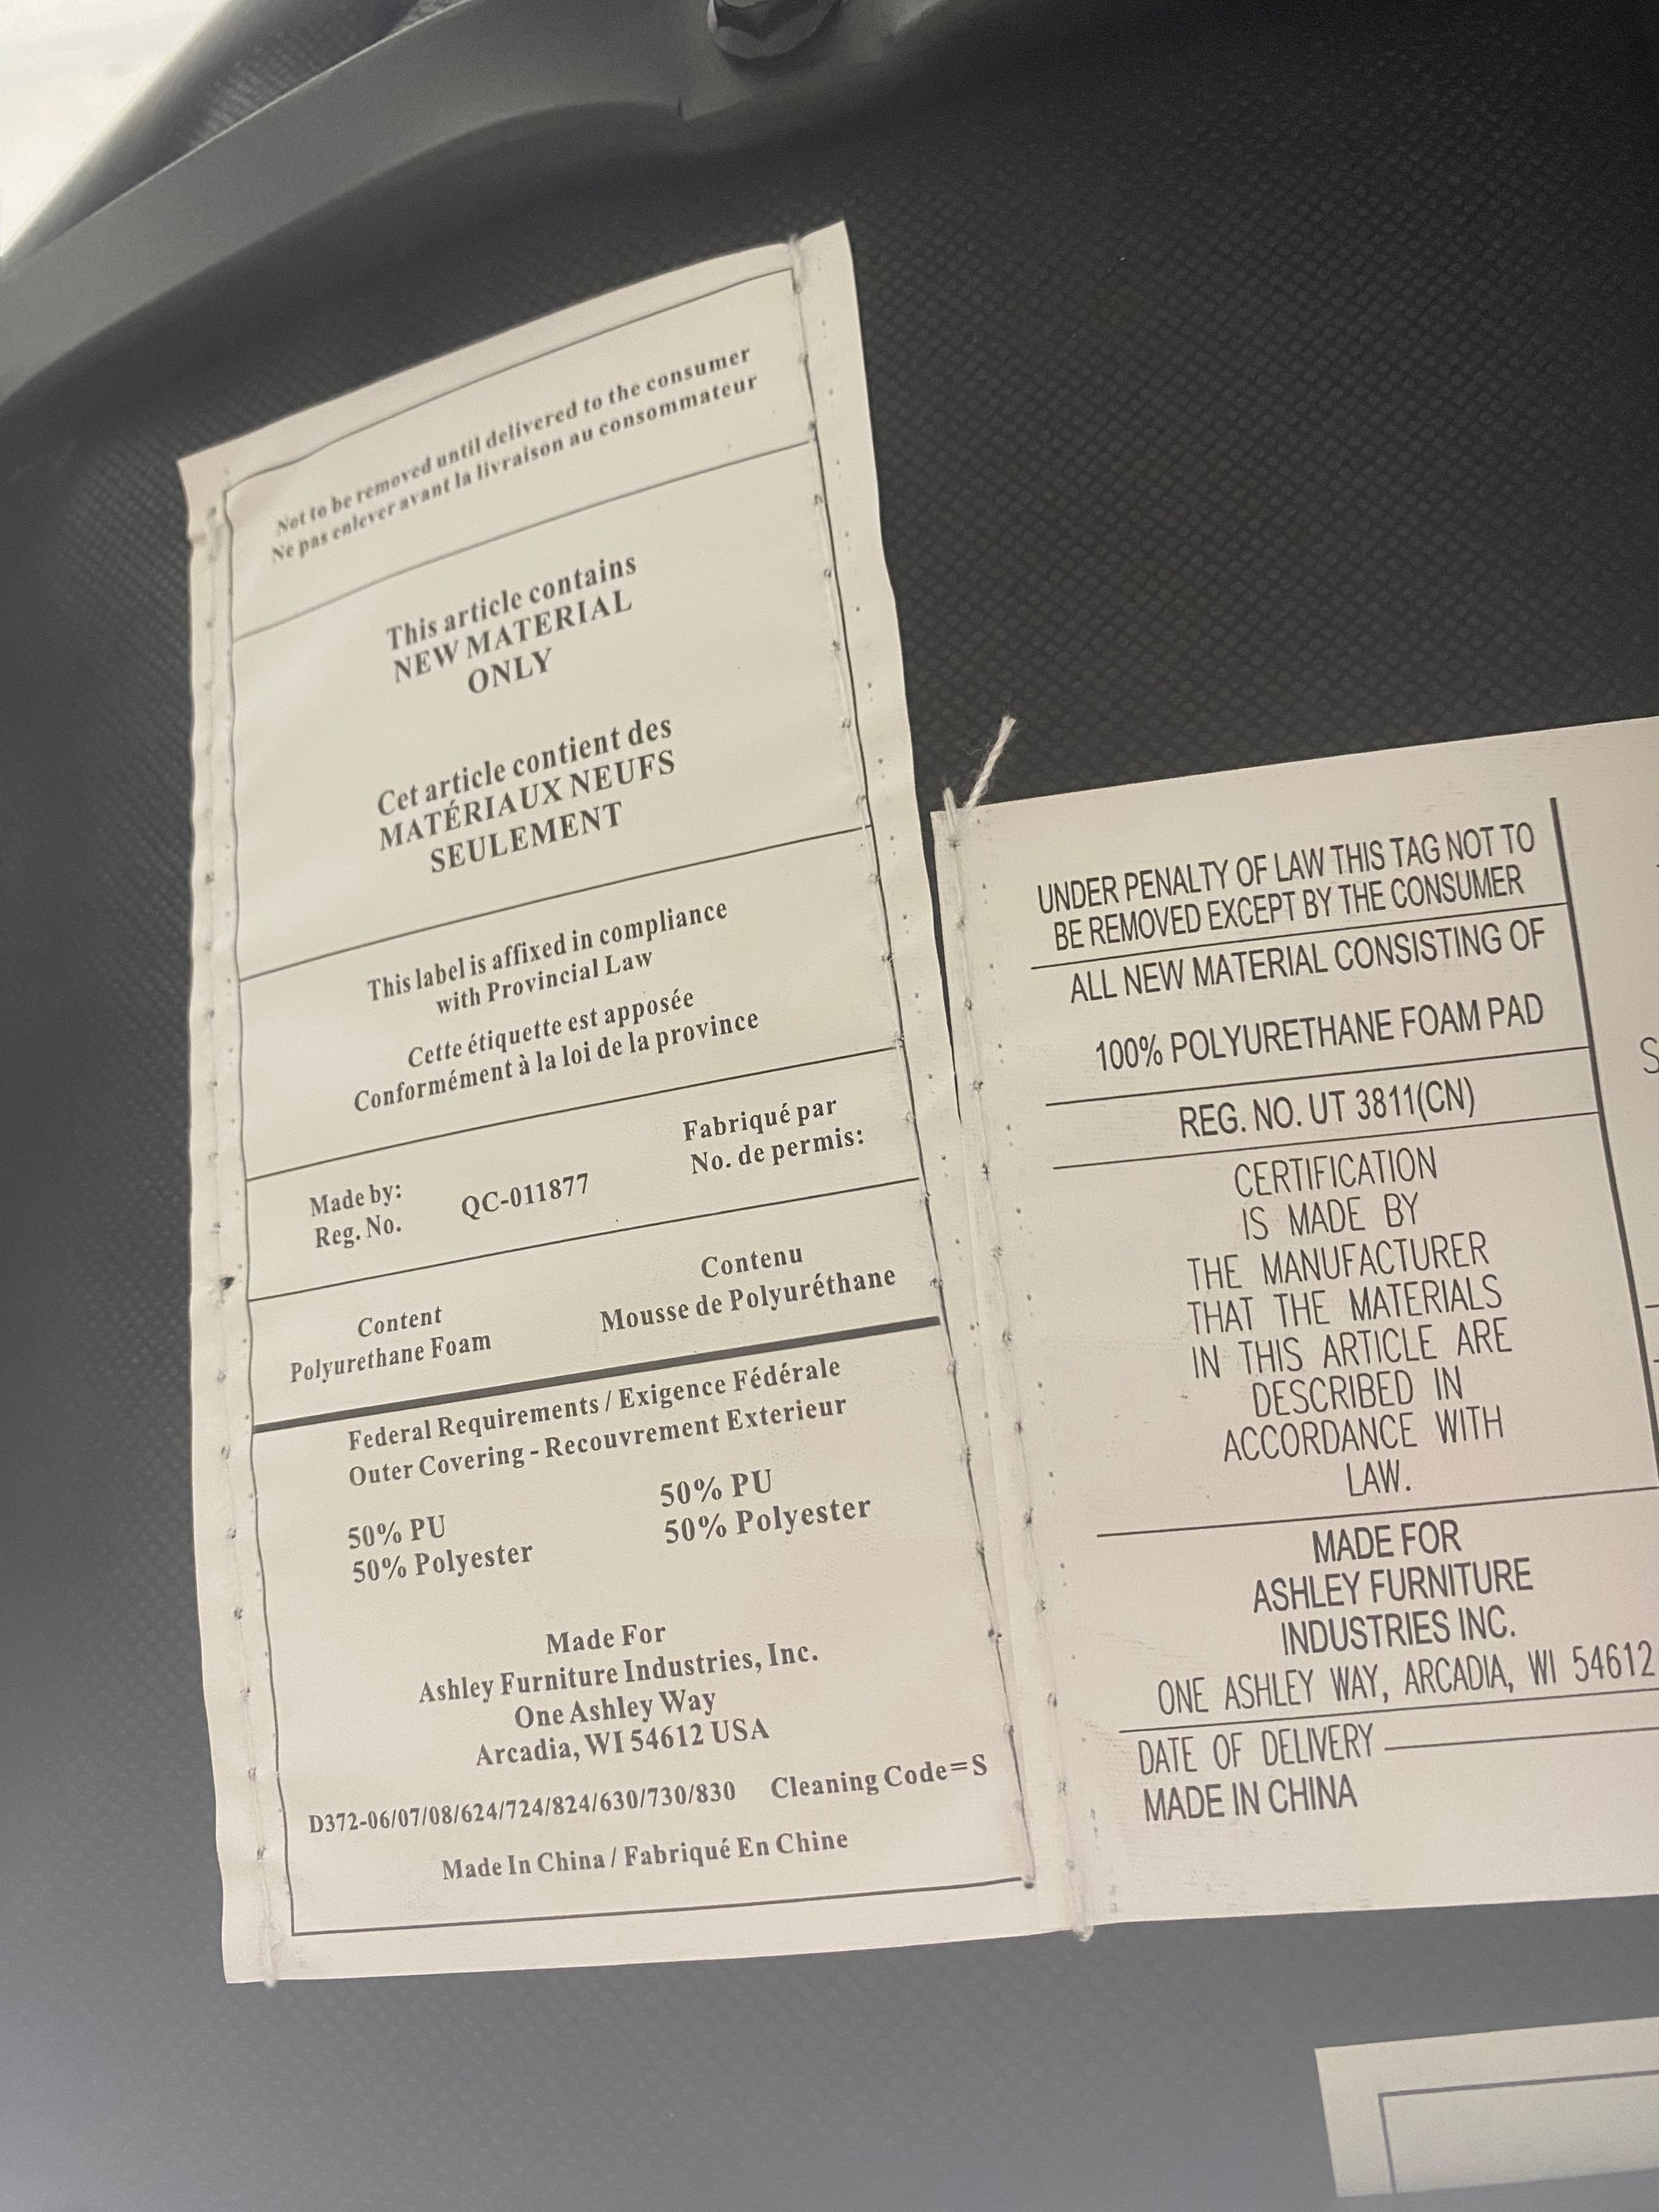 Not to be removed until delivered to the consumer
Ne pas enlever avant la livraison au consommateur
This article contains
NEW MATERIAL
ONLY
Cet article contient des
MATÉRIAUX NEUFS
SEULEMENT
This label is affixed in compliance
with Provincial Law
Cette étiquette est apposée
Conformément à la loi de la province
Made by:
Reg. No.
QC-011877
Fabriqué par
No. de permis:
Content
Polyurethane Foam
Contenu
Mousse de Polyuréthane
Federal Requirements / Exigence Fédérale
Outer Covering - Recouvrement Exterieur
50% PU
50% Polyester
50% PU
50% Polyester
Made For
Ashley Furniture Industries, Inc.
One Ashley Way
Arcadia, WI 54612 USA
D372-06/07/08/624/724/824/630/730/830 Cleaning Code=S
Made In China / Fabriqué En Chine
UNDER PENALTY OF LAW THIS TAG NOT TO
BE REMOVED EXCEPT BY THE CONSUMER
ALL NEW MATERIAL CONSISTING OF
100% POLYURETHANE FOAM PAD
REG. NO. UT 3811(CN)
CERTIFICATION
IS MADE BY
THE MANUFACTURER
THAT THE MATERIALS
IN THIS ARTICLE ARE
DESCRIBED IN
ACCORDANCE WITH
LAW.
MADE FOR
ASHLEY FURNITURE
INDUSTRIES INC.
ONE ASHLEY WAY, ARCADIA, WI 54612
DATE OF DELIVERY
MADE IN CHINA